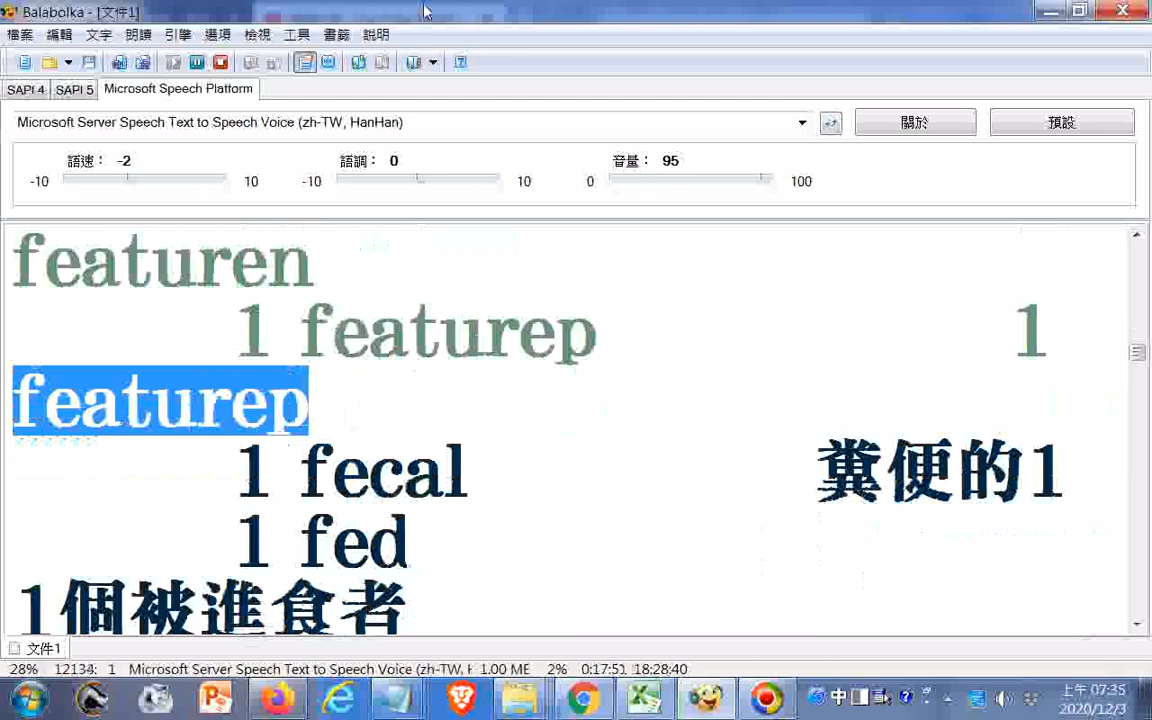 Balabolka - [文件1]
檔案 編輯 文字 朗讀 引擎 選項 檢視 工具 書籤 說明
SAPI 4 SAPI 5 Microsoft Speech Platform
Microsoft Server Speech Text to Speech Voice (zh-TW, HanHan) 關於 預設
語速： -2 語調： 0 音量： 95
-10 10 -10 10 0 100
featuren
1 featurep 1
featurep
1 fecal 糞便的1
1 fed
1個被進食者
文件1
28% 12134: 1 Microsoft Server Speech Text to Speech Voice (zh-TW, 1.00 ME 2% 0:17:51 18:28:40
中 上午 07:35
2020/12/3